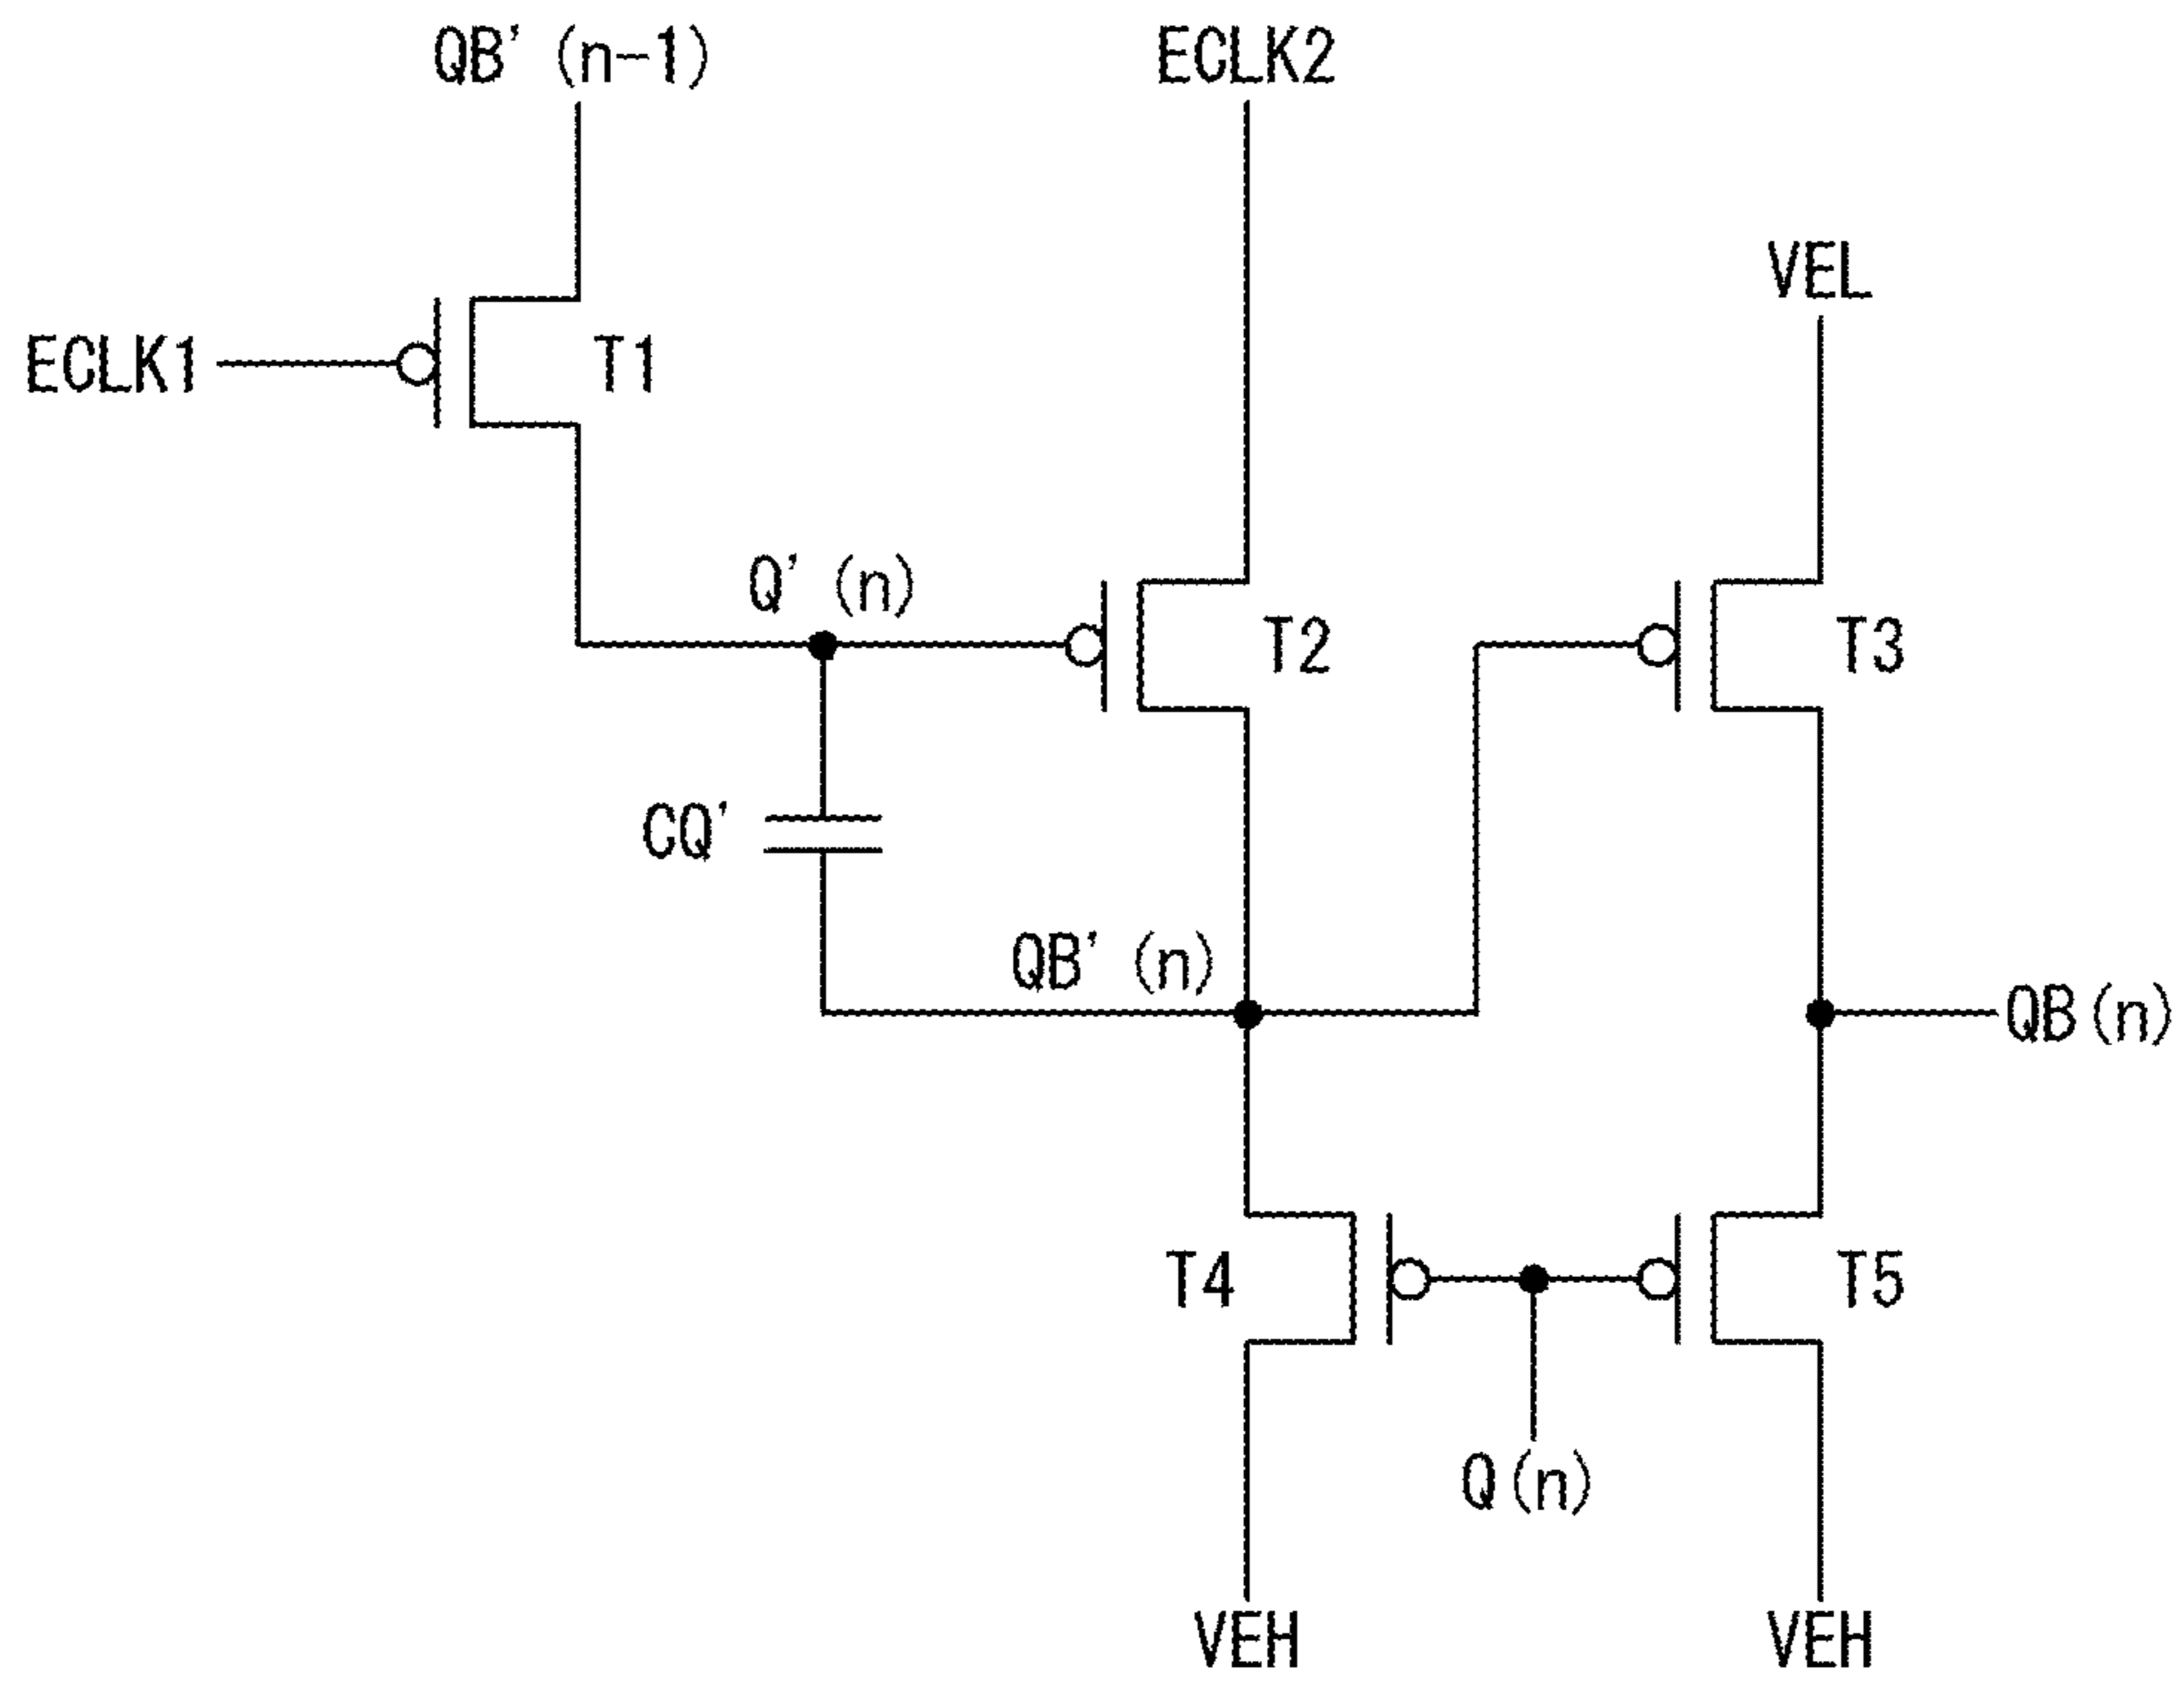 QB' (n-1)
ECLK2
VEL
ECLK1
T1
Q' (n)
T2
T3
CQ'
QB' (n)
QB (n)
T4
T5
Q (n)
VEH
VEH